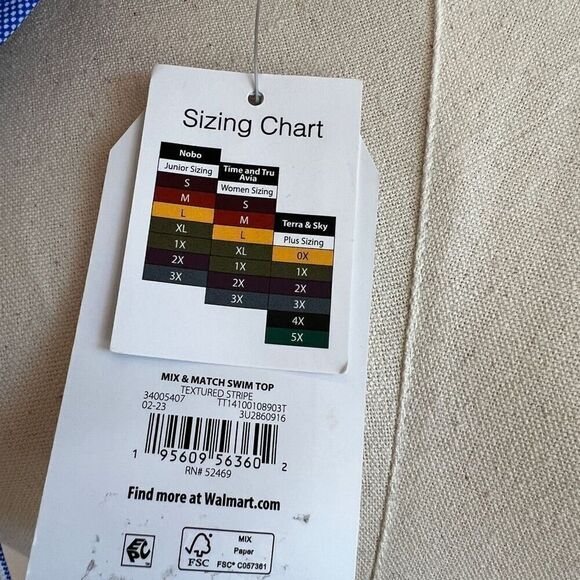 Sizing Chart
Nobo
Junior Sizing
S
M
L
XL
1X
2X
3X
Time and Tru
Avia
Women Sizing
S
M
L
XL
1X
2X
3X
Terra & Sky
Plus Sizing
0X
1X
2X
3X
4X
5X
MIX & MATCH SWIM TOP
TEXTURED STRIPE
34005407 TT14100108903T
02-23 3U2860916
1 95609 56360 2
RN# 52469
Find more at Walmart.com
EPC
FSC
MIX
Paper
FSC® C057361